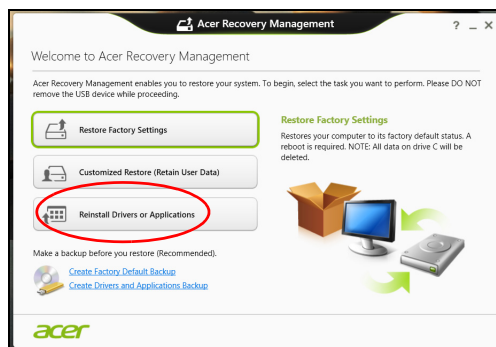 Acer Recovery Management
? _ X
Welcome to Acer Recovery Management
Acer Recovery Management enables you to restore your system. To begin, select the task you want to perform. Please DO NOT
remove the USB device while proceeding.
Restore Factory Settings
Customized Restore (Retain User Data)
Reinstall Drivers or Applications
Restore Factory Settings
Restores your computer to its factory default status. A
reboot is required. NOTE: All data on drive C will be
deleted.
Make a backup before you restore (Recommended).
Create Factory Default Backup
Create Drivers and Applications Backup
acer